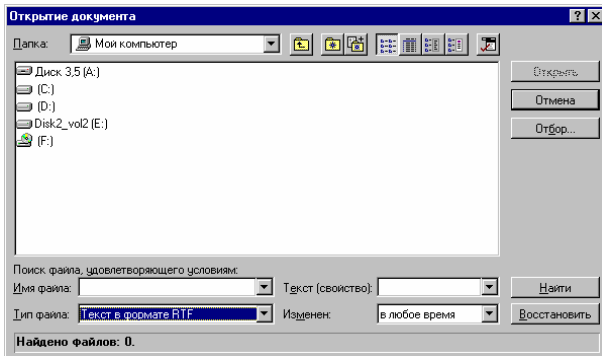 Открытие документа
Папка: Мой компьютер
Диск 3,5 (A:)
(C:)
(D:)
Disk2_vol2 (E:)
(F:)
Открыть
Отмена
Отбор...
Поиск файла, удовлетворяющего условиям:
Имя файла: Текст (свойство): Найти
Тип файла: Текст в формате RTF Изменен: в любое время Восстановить
Найдено файлов: 0.